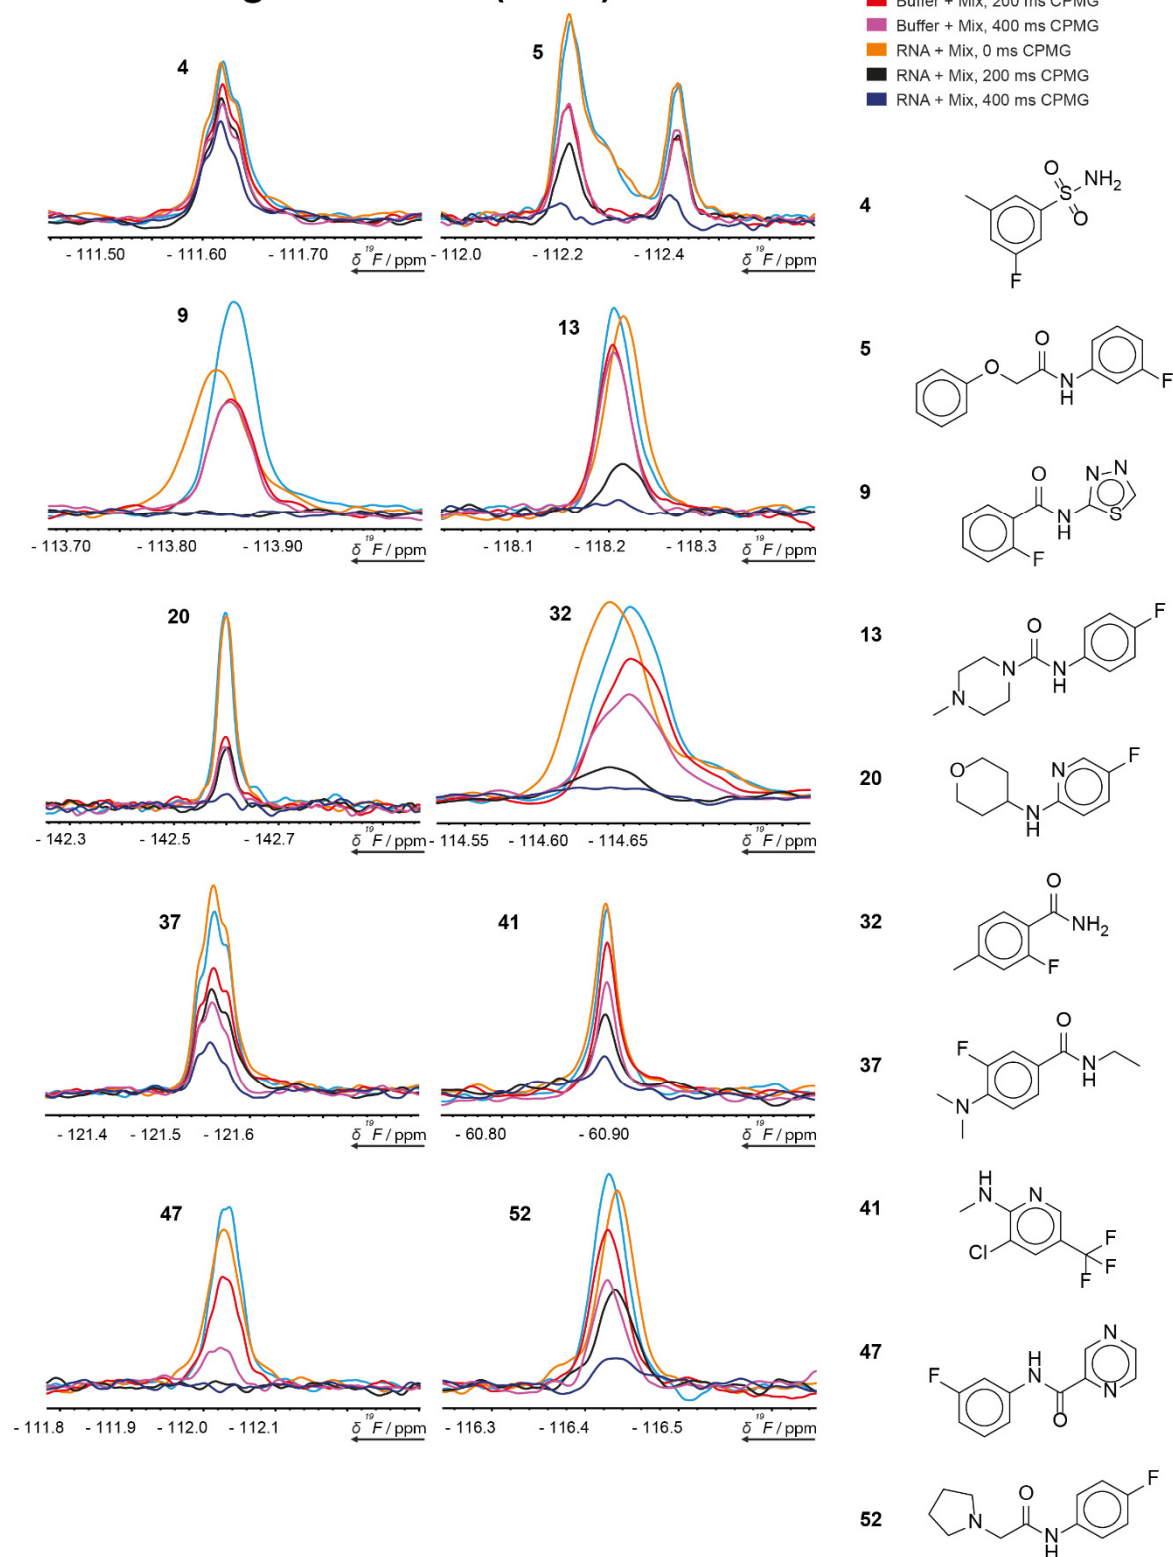 Buffer + Mix, 200 ms CPMG
Buffer + Mix, 400 ms CPMG
RNA + Mix, 0 ms CPMG
RNA + Mix, 200 ms CPMG
RNA + Mix, 400 ms CPMG
4
5
- 111.50 - 111.60 - 111.70 δ ¹⁹F / ppm
- 112.0 - 112.2 - 112.4 δ ¹⁹F / ppm
9
13
- 113.70 - 113.80 - 113.90 δ ¹⁹F / ppm
- 118.1 - 118.2 - 118.3 δ ¹⁹F / ppm
20
32
- 142.3 - 142.5 - 142.7 δ ¹⁹F / ppm
- 114.55 - 114.60 - 114.65 δ ¹⁹F / ppm
37
41
- 121.4 - 121.5 - 121.6 δ ¹⁹F / ppm
- 60.80 - 60.90 δ ¹⁹F / ppm
47
52
- 111.8 - 111.9 - 112.0 - 112.1 δ ¹⁹F / ppm
- 116.3 - 116.4 - 116.5 δ ¹⁹F / ppm
4
O
S
NH₂
O
F
5
O
O
N
H
F
9
O
N
N
N
H
S
F
13
O
F
N
N
H
N
20
O
N
F
N
H
32
O
NH₂
F
37
O
F
N
H
N
41
H
N
N
Cl
F
F
F
47
N
H
F
N
N
O
52
O
F
N
N
H